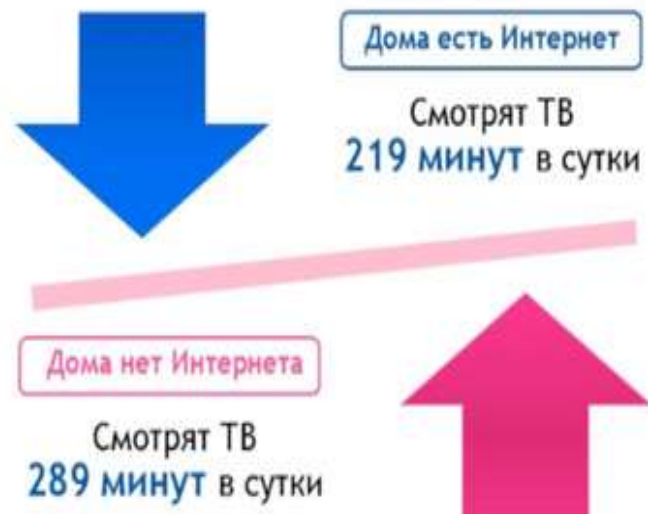 Дома есть Интернет
Смотрят ТВ
219 минут в сутки
Дома нет Интернета
Смотрят ТВ
289 минут в сутки